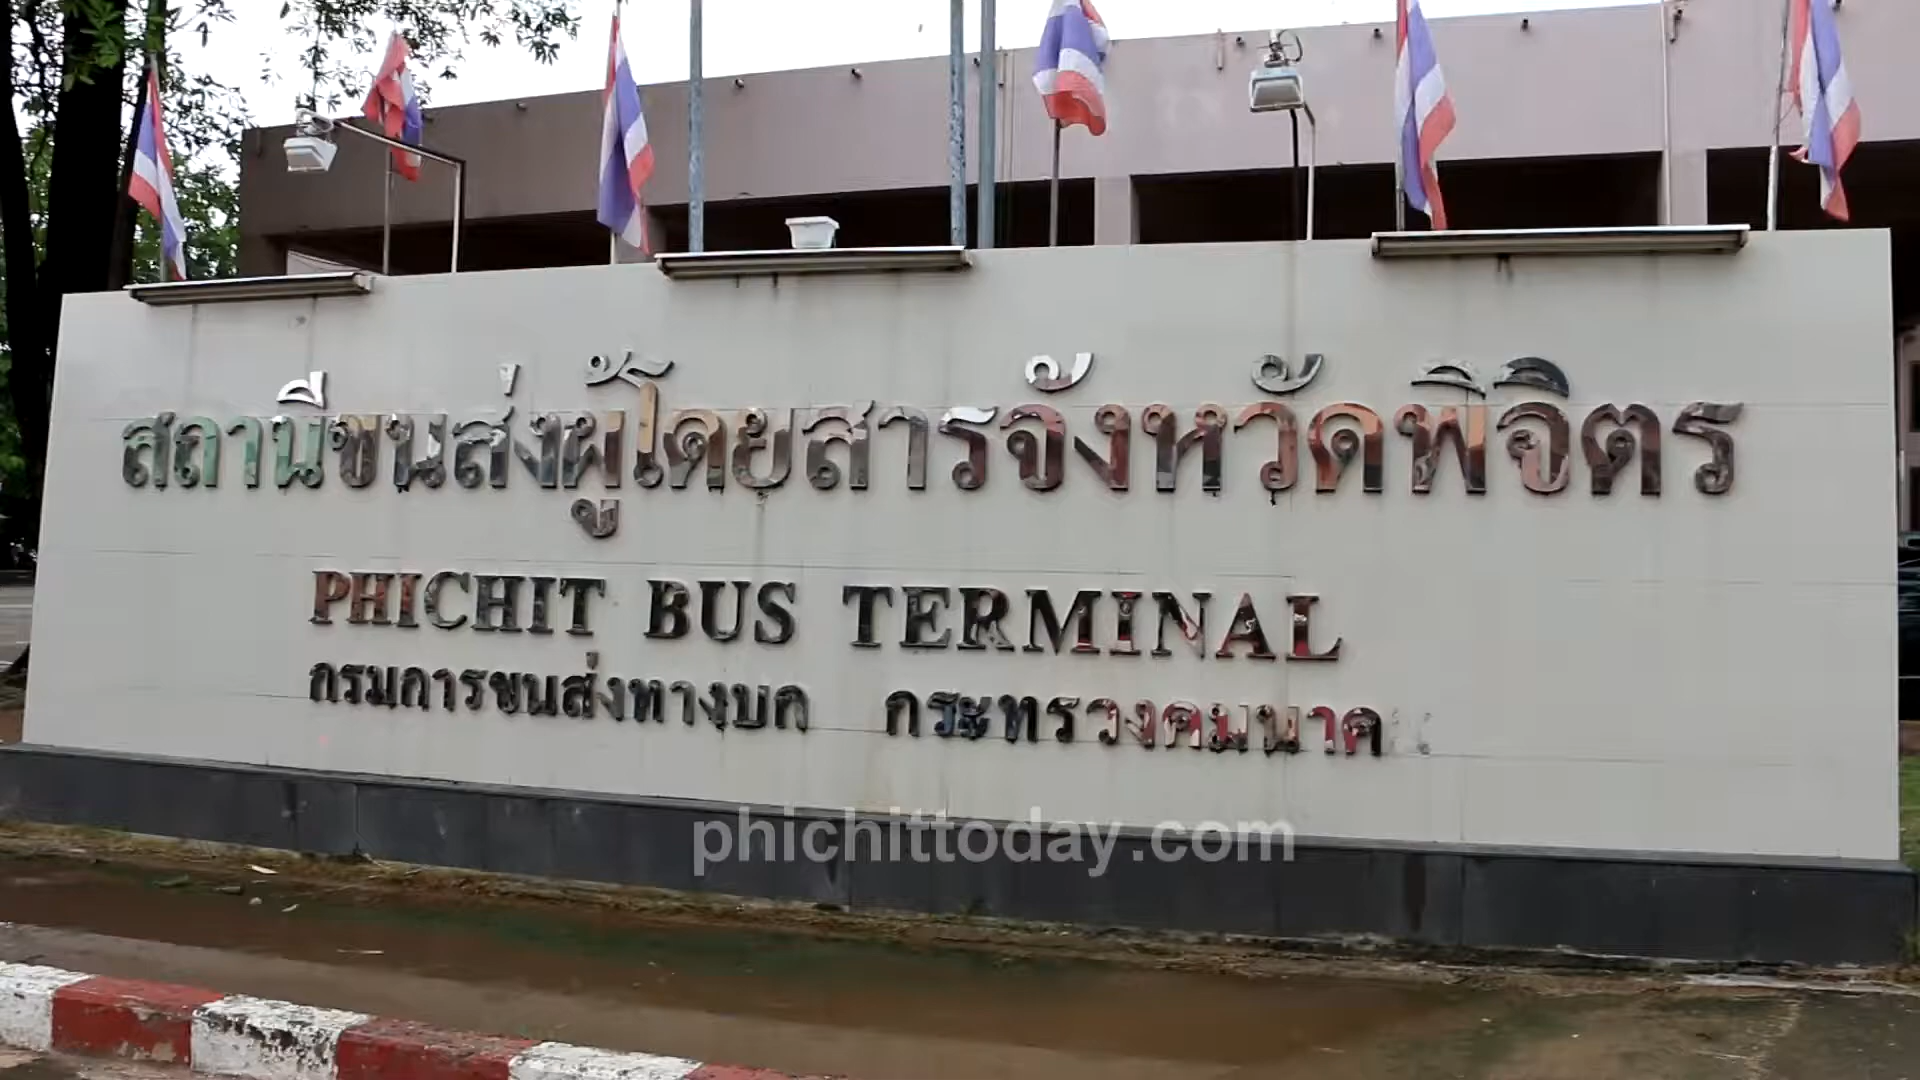 สถานีขนส่งผู้โดยสารจังหวัดพิจิตร
PHICHIT BUS TERMINAL
กรมการขนส่งทางบก กระทรวงคมนาค
phichittoday.com